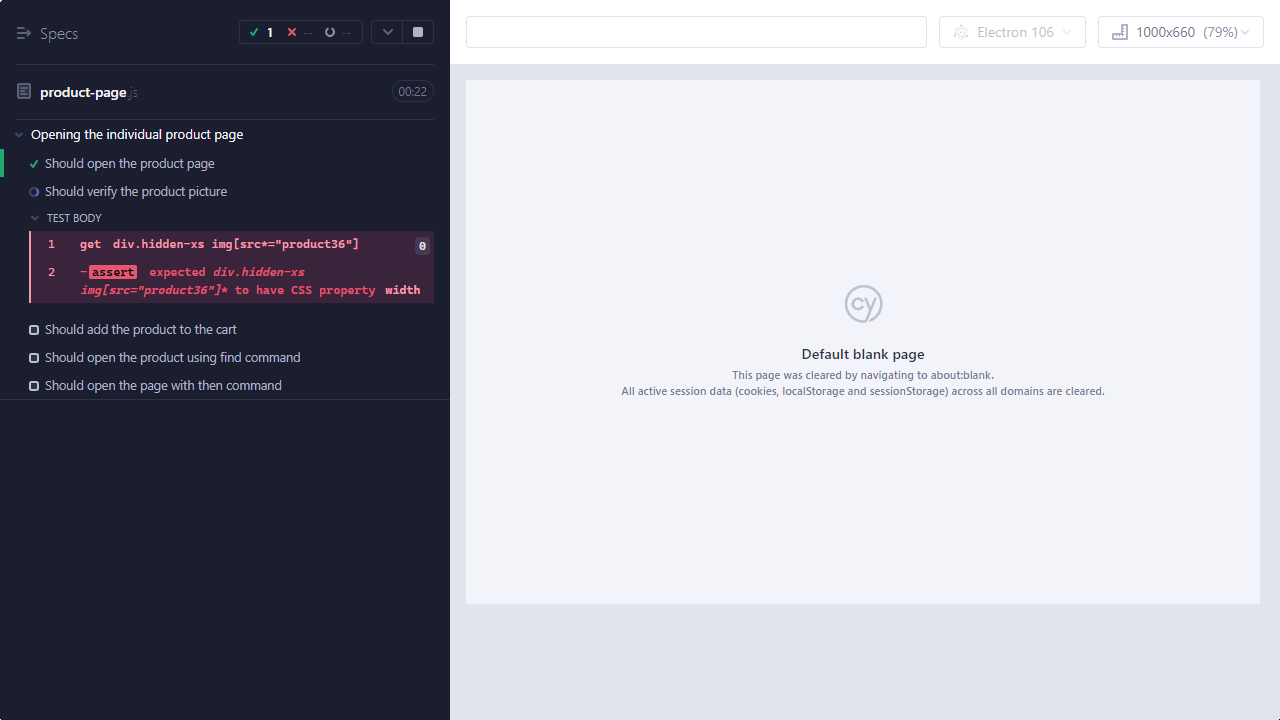 Specs
1
--
--
Electron 106
1000x660 (79%)
product-page.js
00:22
Opening the individual product page
Should open the product page
Should verify the product picture
TEST BODY
1 get div.hidden-xs img[src*="product36"] 0
2 -assert expected div.hidden-xs
img[src="product36"]* to have CSS property width
Should add the product to the cart
Should open the product using find command
Should open the page with then command
cy
Default blank page
This page was cleared by navigating to about:blank.
All active session data (cookies, localStorage and sessionStorage) across all domains are cleared.